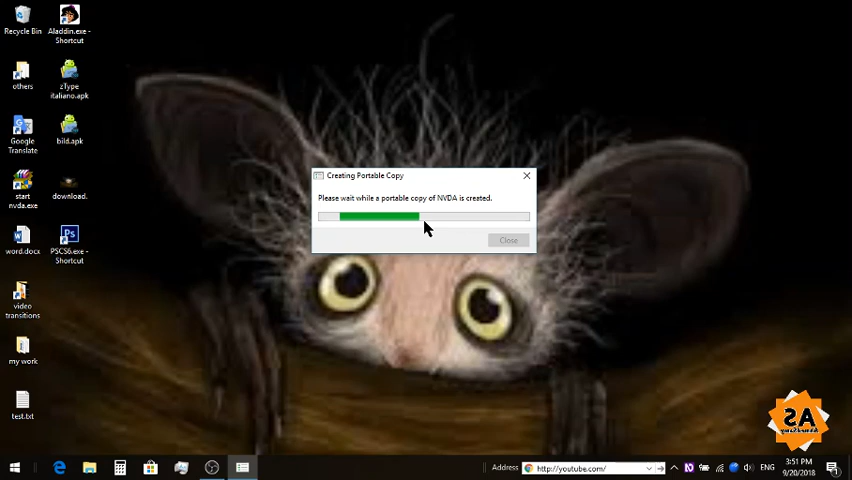 Recycle Bin
Aladdin.exe - Shortcut
others
zType italiano.apk
Google Translate
bild.apk
start nvda.exe
download.
word.docx
PSCS6.exe - Shortcut
video transitions
my work
test.txt
Creating Portable Copy
Please wait while a portable copy of NVDA is created.
Close
AS
Address
http://youtube.com/
ENG
3:51 PM
9/20/2018
1